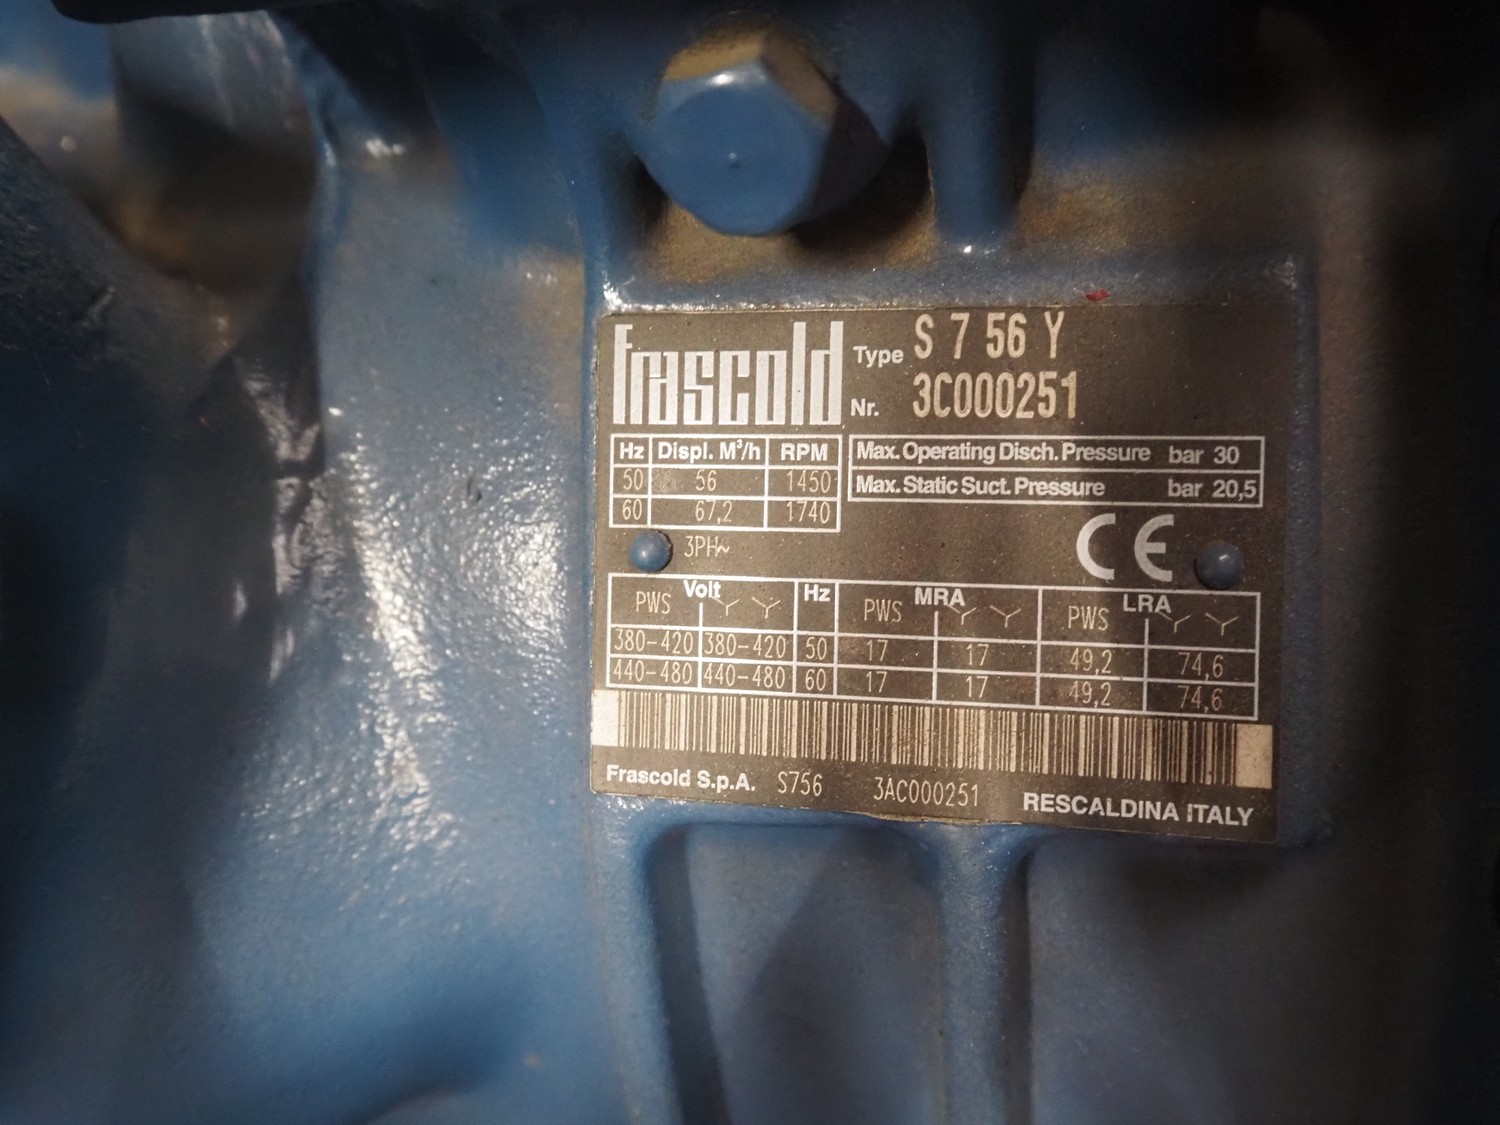 frascold Type S 7 56 Y
Nr. 3C000251
Hz Displ. M³/h RPM
50 56 1450
60 67,2 1740
Max. Operating Disch. Pressure bar 30
Max. Static Suct. Pressure bar 20,5
3PH~
CE
Volt Hz MRA LRA
PWS PWS PWS
380-420 380-420 50 17 17 49,2 74,6
440-480 440-480 60 17 17 49,2 74,6
Frascold S.p.A. S756 3AC000251 RESCALDINA ITALY